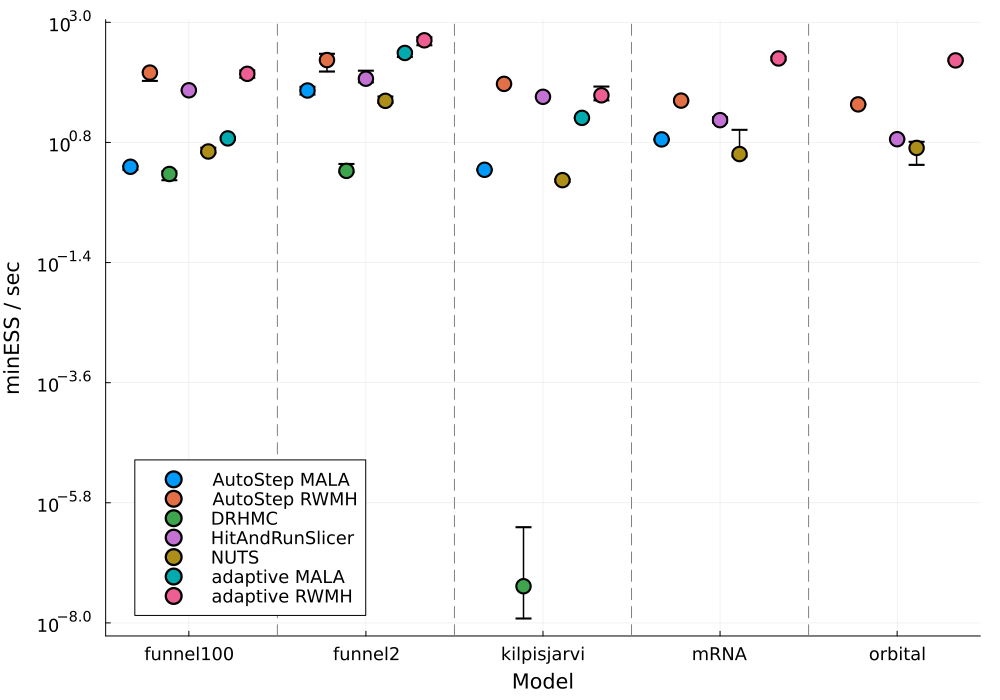 10^3.0
10^0.8
10^−1.4
10^−3.6
10^−5.8
10^−8.0
minESS / sec
AutoStep MALA
AutoStep RWMH
DRHMC
HitAndRunSlicer
NUTS
adaptive MALA
adaptive RWMH
funnel100 funnel2 kilpisjarvi mRNA orbital
Model